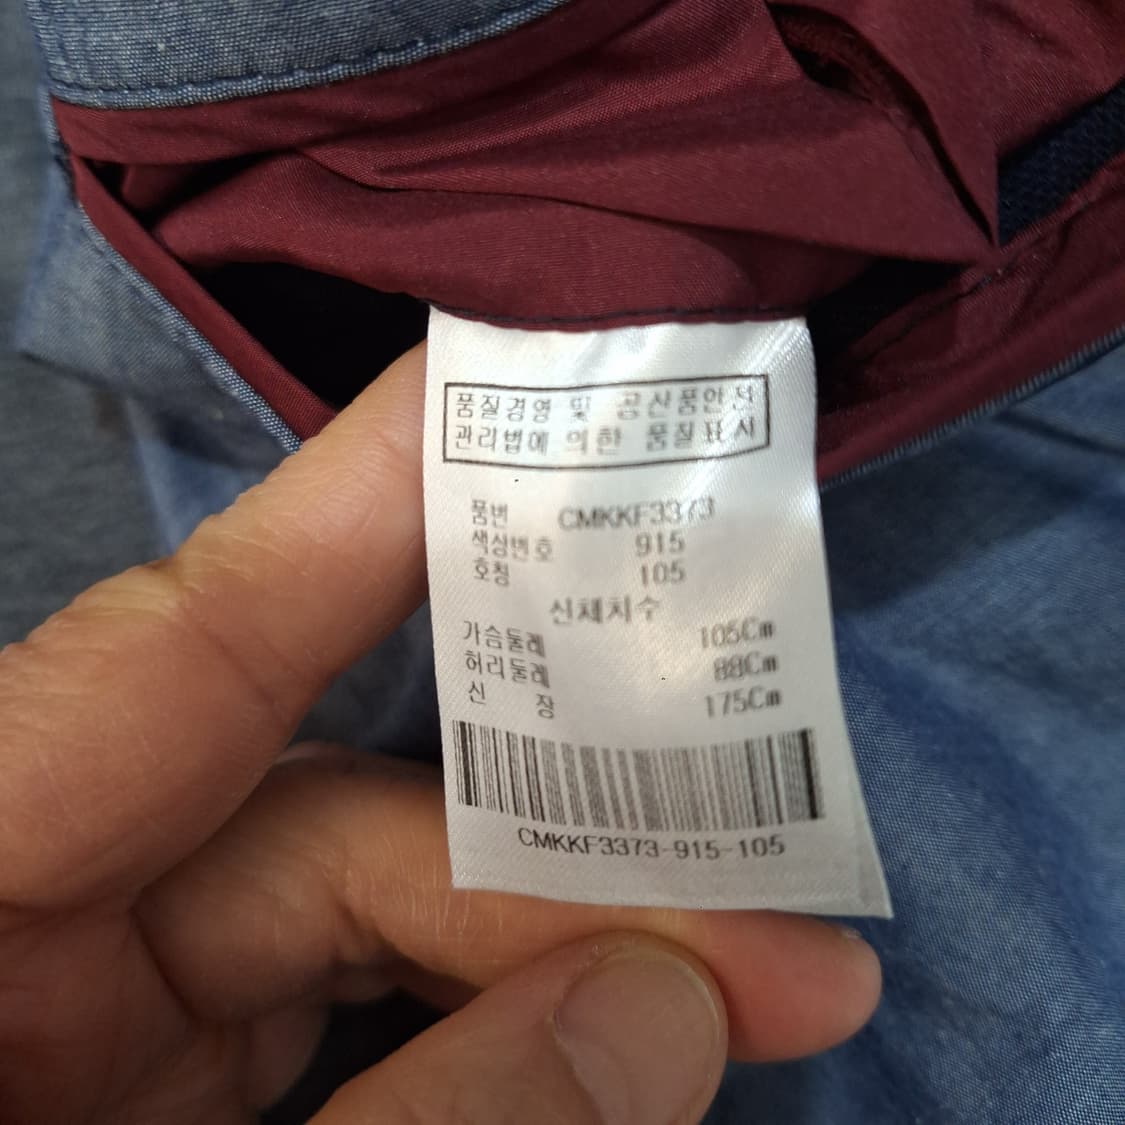 품질경영 및 공산품안전
관리법에 의한 품질표시
품번 CMKKF3373
색상번호 915
호칭 105
신체치수
가슴둘레 105Cm
허리둘레 88Cm
신 장 175Cm
CMKKF3373-915-105